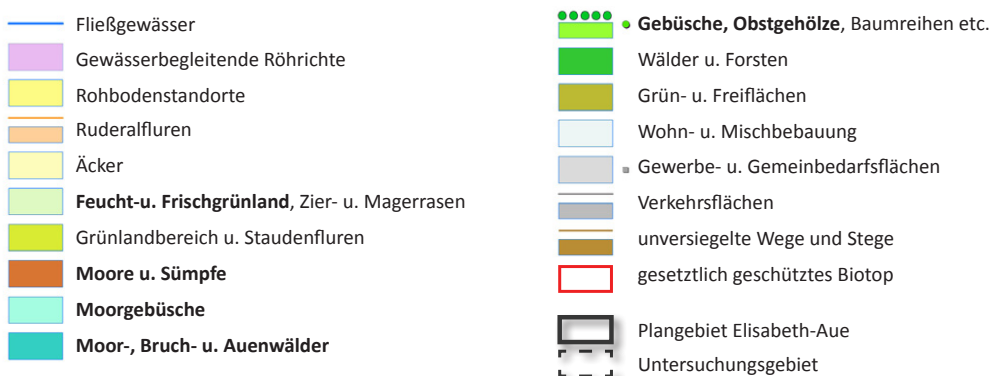 Fließgewässer
Gewässerbegleitende Röhrichte
Rohbodenstandorte
Ruderalfluren
Äcker
Feucht-u. Frischgrünland, Zier- u. Magerrasen
Grünlandbereich u. Staudenfluren
Moore u. Sümpfe
Moorgebüsche
Moor-, Bruch- u. Auenwälder
Gebüsche, Obstgehölze, Baumreihen etc.
Wälder u. Forsten
Grün- u. Freiflächen
Wohn- u. Mischbebauung
Gewerbe- u. Gemeinbedarfsflächen
Verkehrsflächen
unversiegelte Wege und Stege
gesetztlich geschütztes Biotop
Plangebiet Elisabeth-Aue
Untersuchungsgebiet